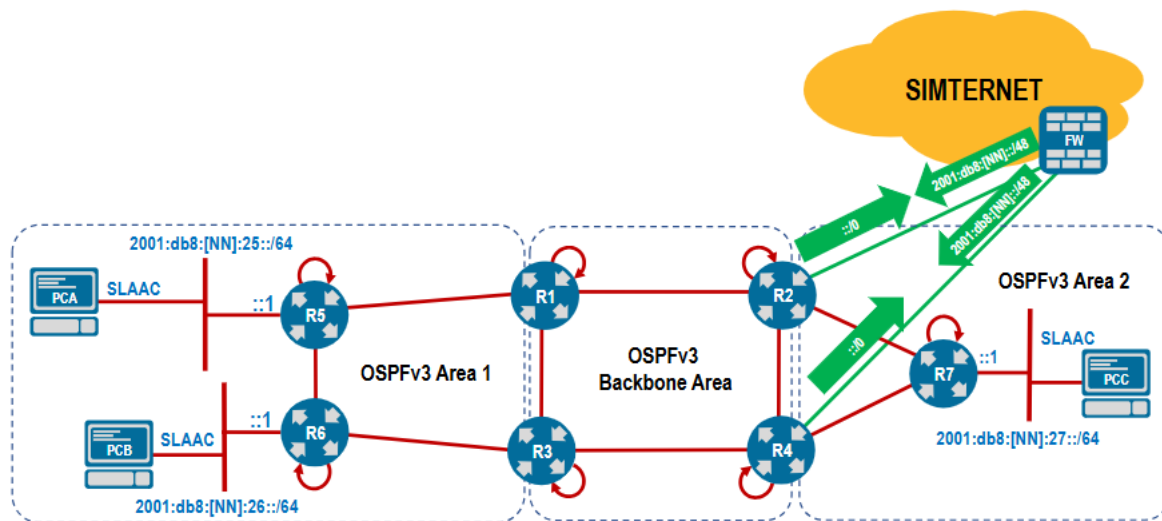 SIMTERNET
FW
2001:db8:[NN]::/48
2001:db8:[NN]::/48
::/0
::/0
2001:db8:[NN]:25::/64
PCA
SLAAC
::1
R5
R1
R2
OSPFv3 Area 2
OSPFv3 Area 1
OSPFv3
Backbone Area
R7
::1
SLAAC
PCC
2001:db8:[NN]:27::/64
PCB
SLAAC
::1
R6
R3
R4
2001:db8:[NN]:26::/64